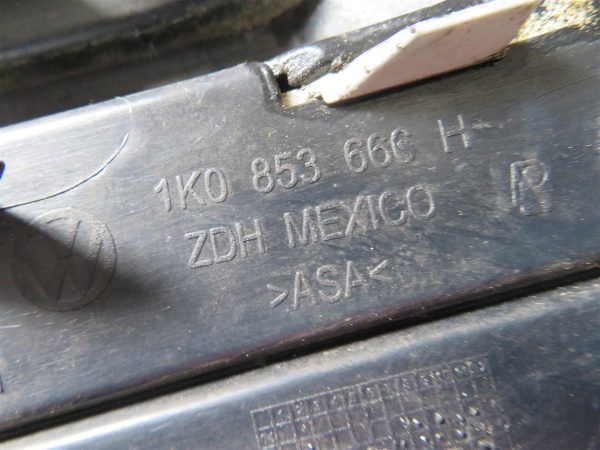 1K0 853 666 H
ZDH MEXICO R
>ASA<